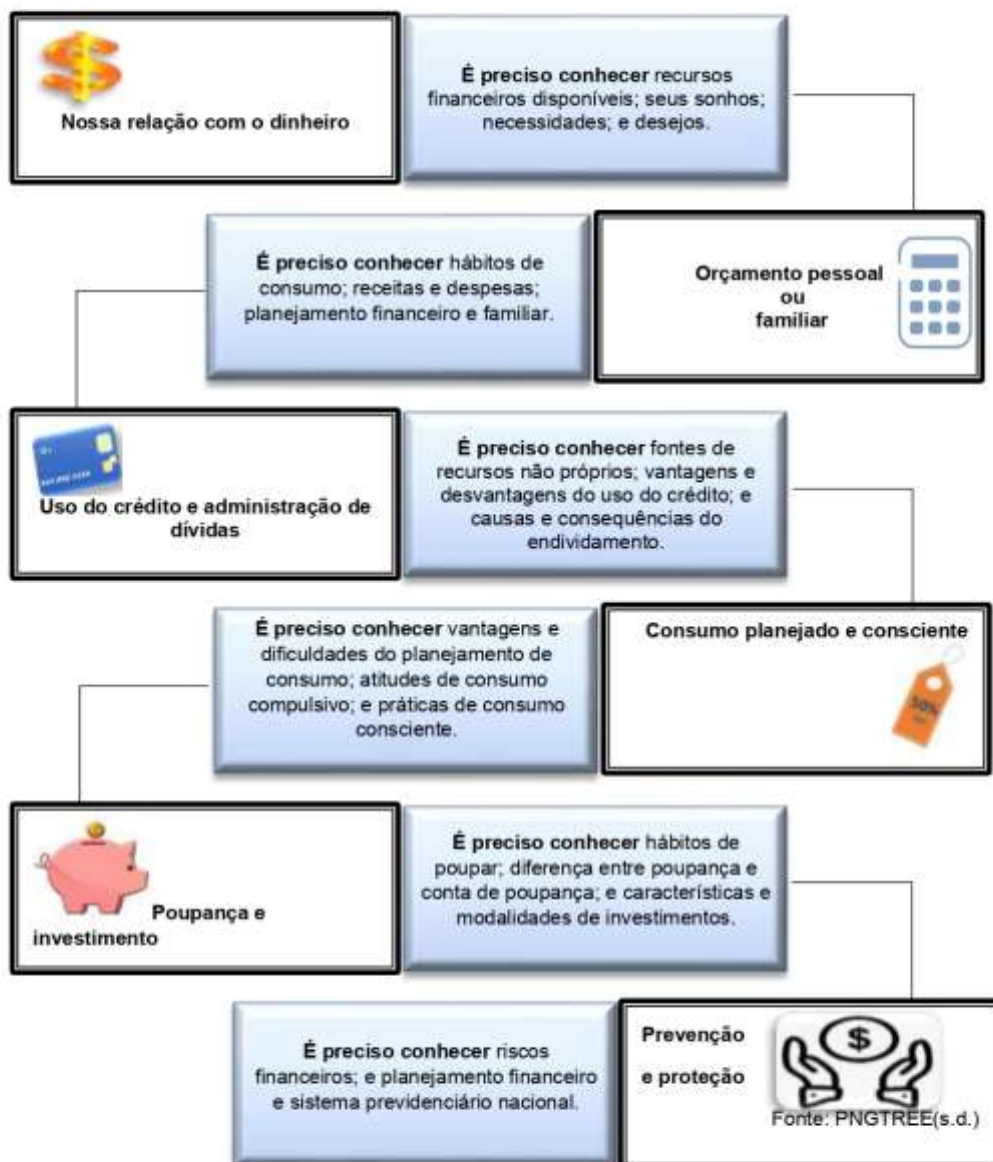 Nossa relação com o dinheiro
É preciso conhecer recursos
financeiros disponíveis; seus sonhos;
necessidades; e desejos.
É preciso conhecer hábitos de
consumo; receitas e despesas;
planejamento financeiro e familiar.
Orçamento pessoal
ou
familiar
Uso do crédito e administração de
dívidas
É preciso conhecer fontes de
recursos não próprios; vantagens e
desvantagens do uso do crédito; e
causas e consequências do
endividamento.
É preciso conhecer vantagens e
dificuldades do planejamento de
consumo; atitudes de consumo
compulsivo; e práticas de consumo
consciente.
Consumo planejado e consciente
50%
Poupança e
investimento
É preciso conhecer hábitos de
poupar; diferença entre poupança e
conta de poupança; e características e
modalidades de investimentos.
É preciso conhecer riscos
financeiros; e planejamento financeiro
e sistema previdenciário nacional.
Prevenção
e proteção
$
Fonte: PNGTREE(s.d.)